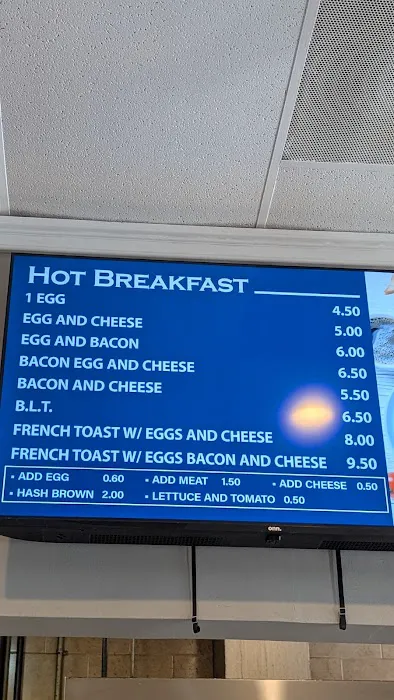 HOT BREAKFAST
1 EGG 4.50
EGG AND CHEESE 5.00
EGG AND BACON 6.00
BACON EGG AND CHEESE 6.50
BACON AND CHEESE 5.50
B.L.T. 6.50
FRENCH TOAST W/ EGGS AND CHEESE 8.00
FRENCH TOAST W/ EGGS BACON AND CHEESE 9.50
▪ ADD EGG 0.60 ▪ ADD MEAT 1.50 ▪ ADD CHEESE 0.50
▪ HASH BROWN 2.00 ▪ LETTUCE AND TOMATO 0.50
onn.